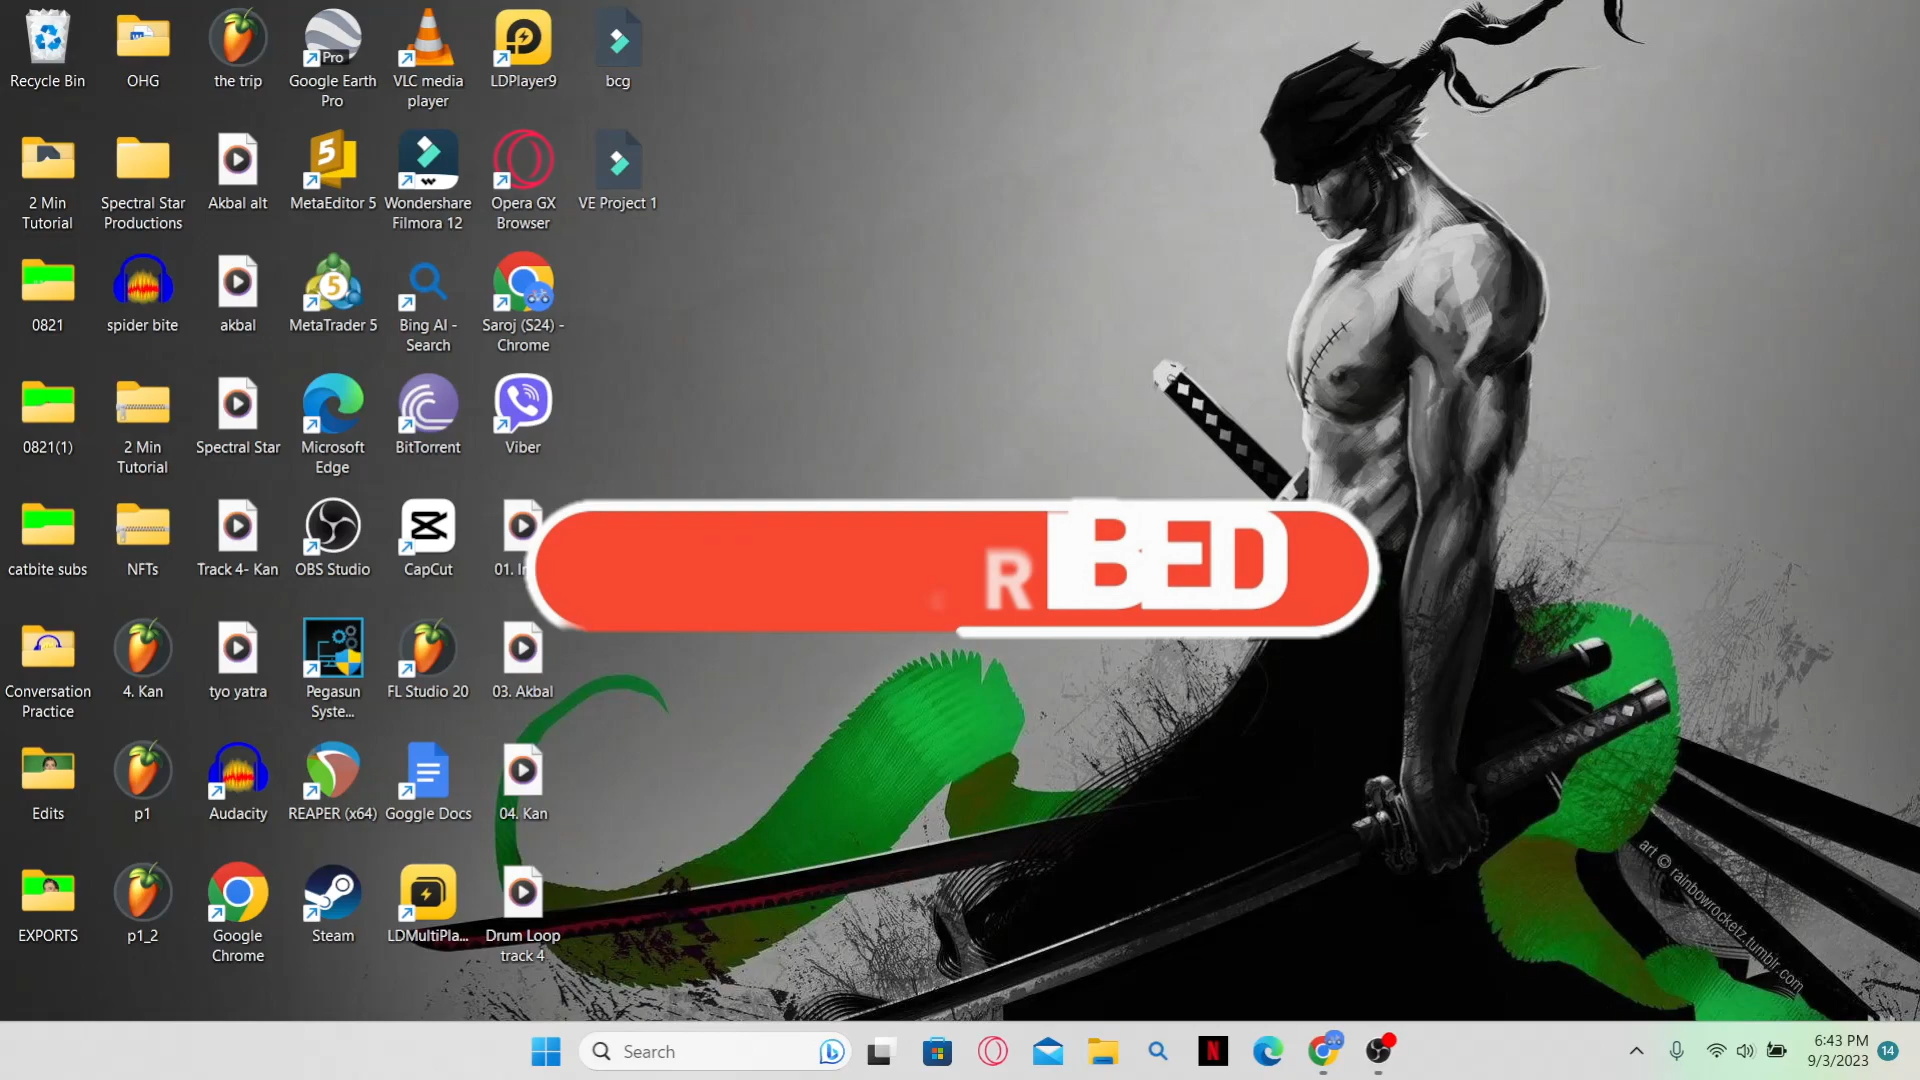 Recycle Bin
OHG
the trip
Pro
Google Earth
Pro
VLC media
player
LDPlayer9
bcg
2 Min
Tutorial
Spectral Star
Productions
Akbal alt
5
MetaEditor 5
Wondershare
Filmora 12
Opera GX
Browser
VE Project 1
0821
spider bite
akbal
5
MetaTrader 5
Bing AI -
Search
Saroj (S24) -
Chrome
0821(1)
2 Min
Tutorial
Spectral Star
Microsoft
Edge
BitTorrent
Viber
catbite subs
NFTs
Track 4- Kan
OBS Studio
CapCut
01.
R BED
Conversation
Practice
4. Kan
tyo yatra
Pegasun
Syste...
FL Studio 20
03. Akbal
Edits
p1
Audacity
REAPER (x64)
Goggle Docs
04. Kan
EXPORTS
p1_2
Google
Chrome
Steam
LDMultiPla...
Drum Loop
track 4
art © rainbowrocketz.tumblr.com
Search
N
6:43 PM
9/3/2023
14